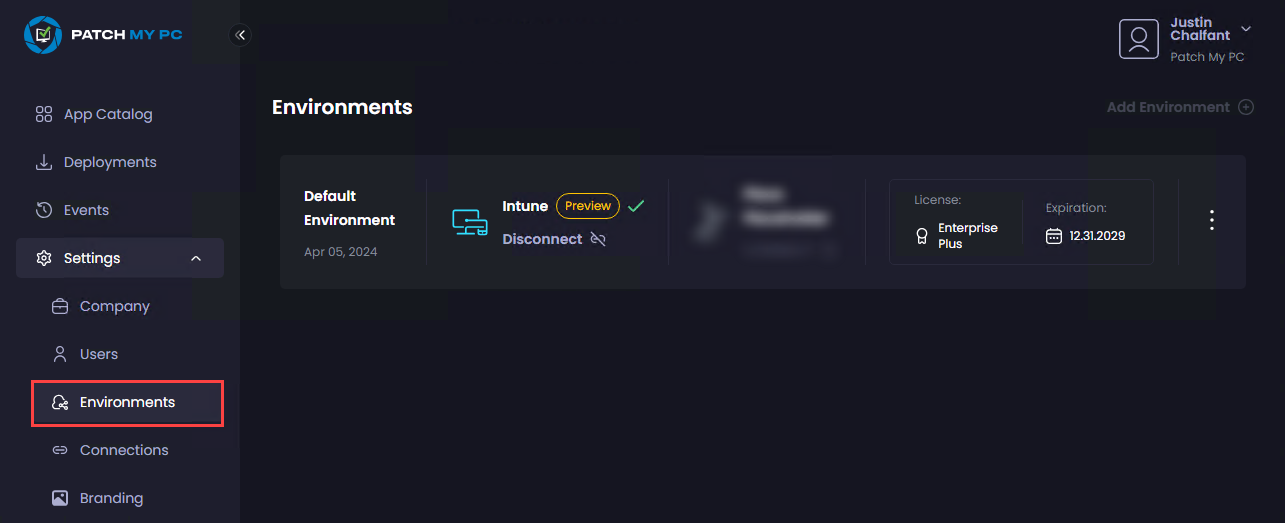 PATCH MY PC
App Catalog
Deployments
Events
Settings
Company
Users
Environments
Connections
Branding
Justin
Chalfant
Patch My PC
Environments
Add Environment
Default
Environment
Apr 05, 2024
Intune Preview
Disconnect
License:
Enterprise
Plus
Expiration:
12.31.2029